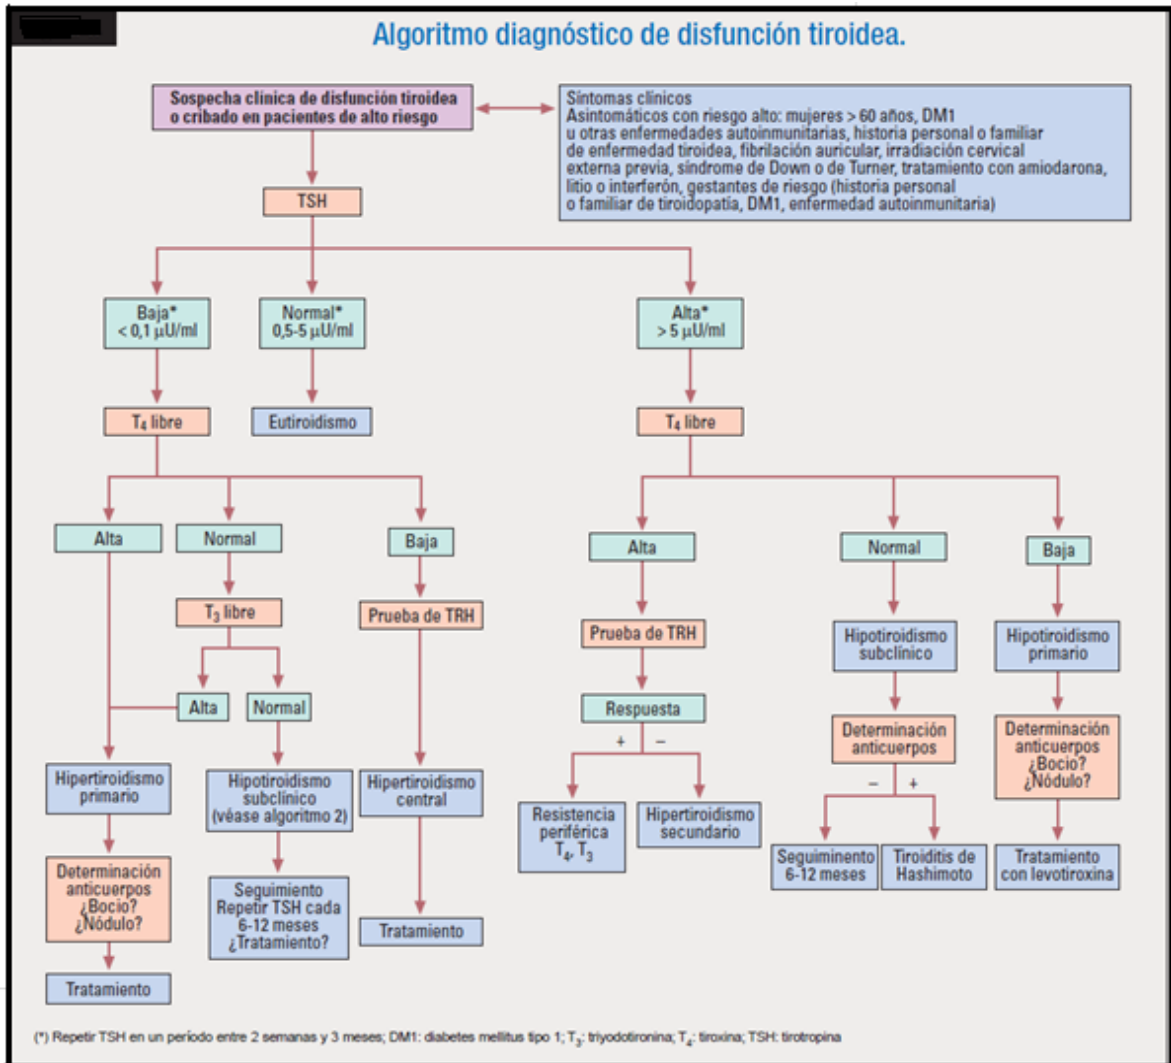 Algoritmo diagnóstico de disfunción tiroidea.
Sospecha clínica de disfunción tiroidea
o cribado en pacientes de alto riesgo
Síntomas clínicos
Asintomáticos con riesgo alto: mujeres > 60 años, DM1
u otras enfermedades autoinmunitarias, historia personal o familiar
de enfermedad tiroidea, fibrilación auricular, irradiación cervical
externa previa, síndrome de Down o de Turner, tratamiento con amiodarona,
litio o interferón, gestantes de riesgo (historia personal
o familiar de tiroidopatía, DM1, enfermedad autoinmunitaria)
TSH
Baja*
< 0,1 µU/ml
Normal*
0,5-5 µU/ml
Alta*
> 5 µU/ml
T₄ libre
Eutiroidismo
T₄ libre
Alta
Normal
Baja
Alta
Normal
Baja
T₃ libre
Prueba de TRH
Prueba de TRH
Hipotiroidismo
subclínico
Hipotiroidismo
primario
Alta
Normal
Respuesta
+
–
Determinación
anticuerpos
Determinación
anticuerpos
¿Bocio?
¿Nódulo?
Hipertiroidismo
primario
Hipotiroidismo
subclínico
(véase algoritmo 2)
Hipertiroidismo
central
Resistencia
periférica
T₄, T₃
Hipertiroidismo
secundario
–
+
Seguiminento
6-12 meses
Tiroiditis de
Hashimoto
Tratamiento
con levotiroxina
Determinación
anticuerpos
¿Bocio?
¿Nódulo?
Seguimiento
Repetir TSH cada
6-12 meses
¿Tratamiento?
Tratamiento
Tratamiento
(*) Repetir TSH en un período entre 2 semanas y 3 meses; DM1: diabetes mellitus tipo 1; T₃: triyodotironina; T₄: tiroxina; TSH: tirotropina